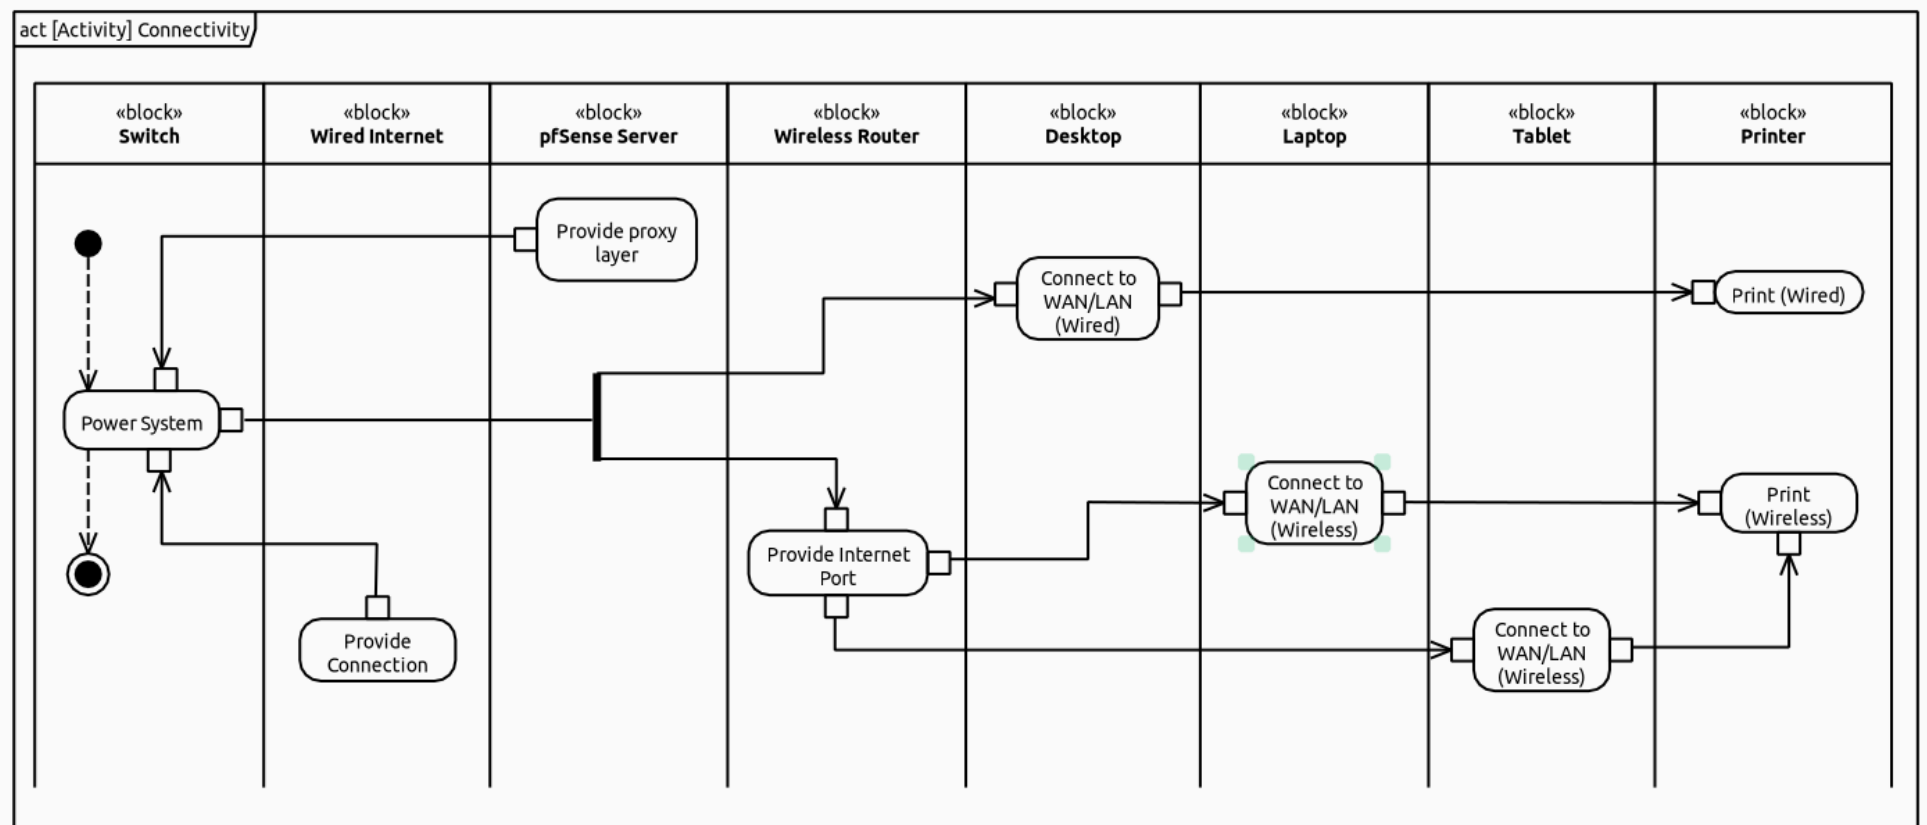 act [Activity] Connectivity
«block»
Switch
«block»
Wired Internet
«block»
pfSense Server
«block»
Wireless Router
«block»
Desktop
«block»
Laptop
«block»
Tablet
«block»
Printer
Provide proxy
layer
Connect to
WAN/LAN
(Wired)
Print (Wired)
Power System
Connect to
WAN/LAN
(Wireless)
Print
(Wireless)
Provide Internet
Port
Provide
Connection
Connect to
WAN/LAN
(Wireless)